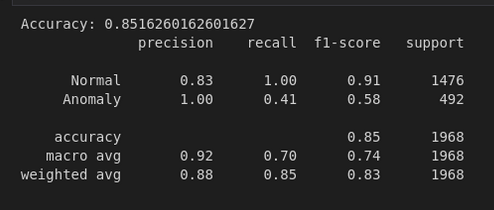 Accuracy: 0.8516260162601627
precision recall f1-score support
Normal 0.83 1.00 0.91 1476
Anomaly 1.00 0.41 0.58 492
accuracy 0.85 1968
macro avg 0.92 0.70 0.74 1968
weighted avg 0.88 0.85 0.83 1968